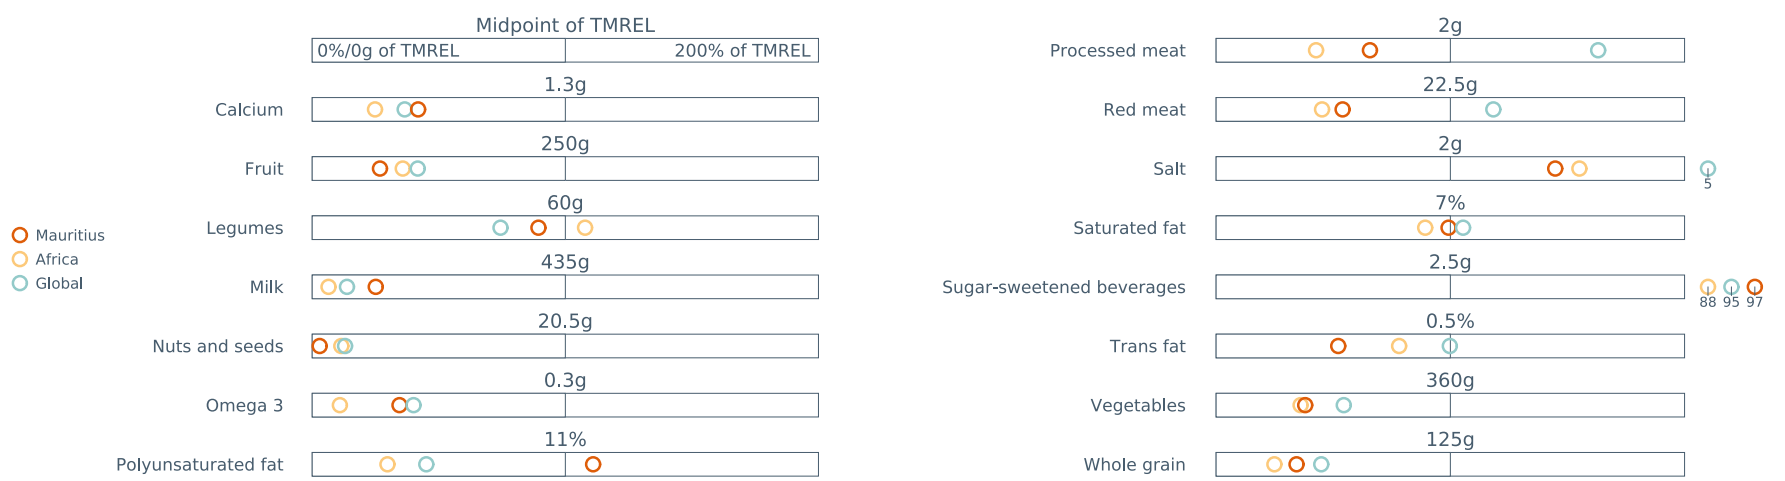 Midpoint of TMREL
0%/0g of TMREL 200% of TMREL
1.3g
Calcium
250g
Fruit
60g
Legumes
435g
Milk
20.5g
Nuts and seeds
0.3g
Omega 3
11%
Polyunsaturated fat
Mauritius
Africa
Global
2g
Processed meat
22.5g
Red meat
2g
Salt
5
7%
Saturated fat
2.5g
Sugar-sweetened beverages
88 95 97
0.5%
Trans fat
360g
Vegetables
125g
Whole grain